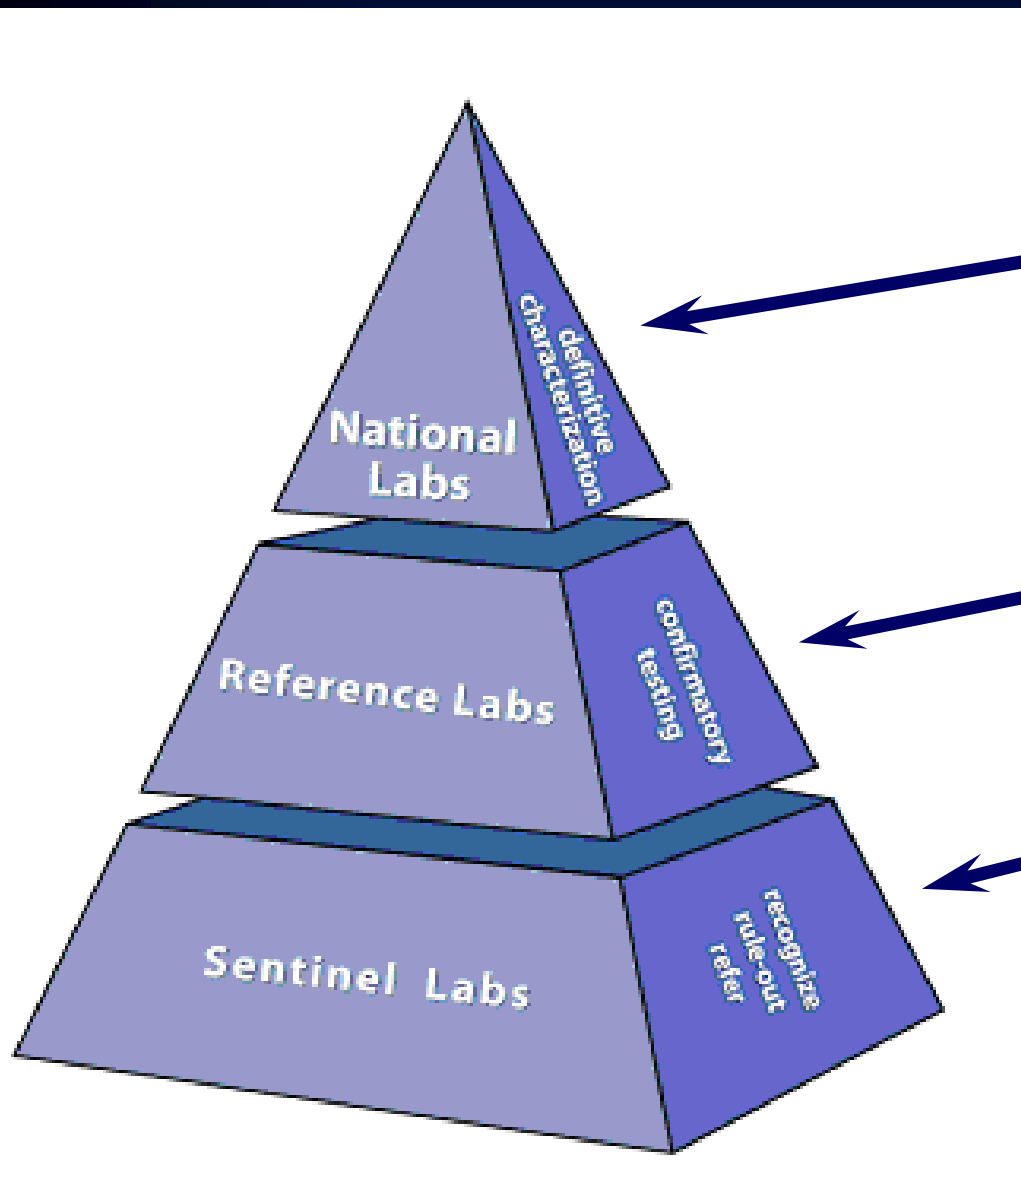 National
Labs
definitive
characterization
Reference Labs
confirmatory
testing
Sentinel Labs
recognize
rule-out
refer